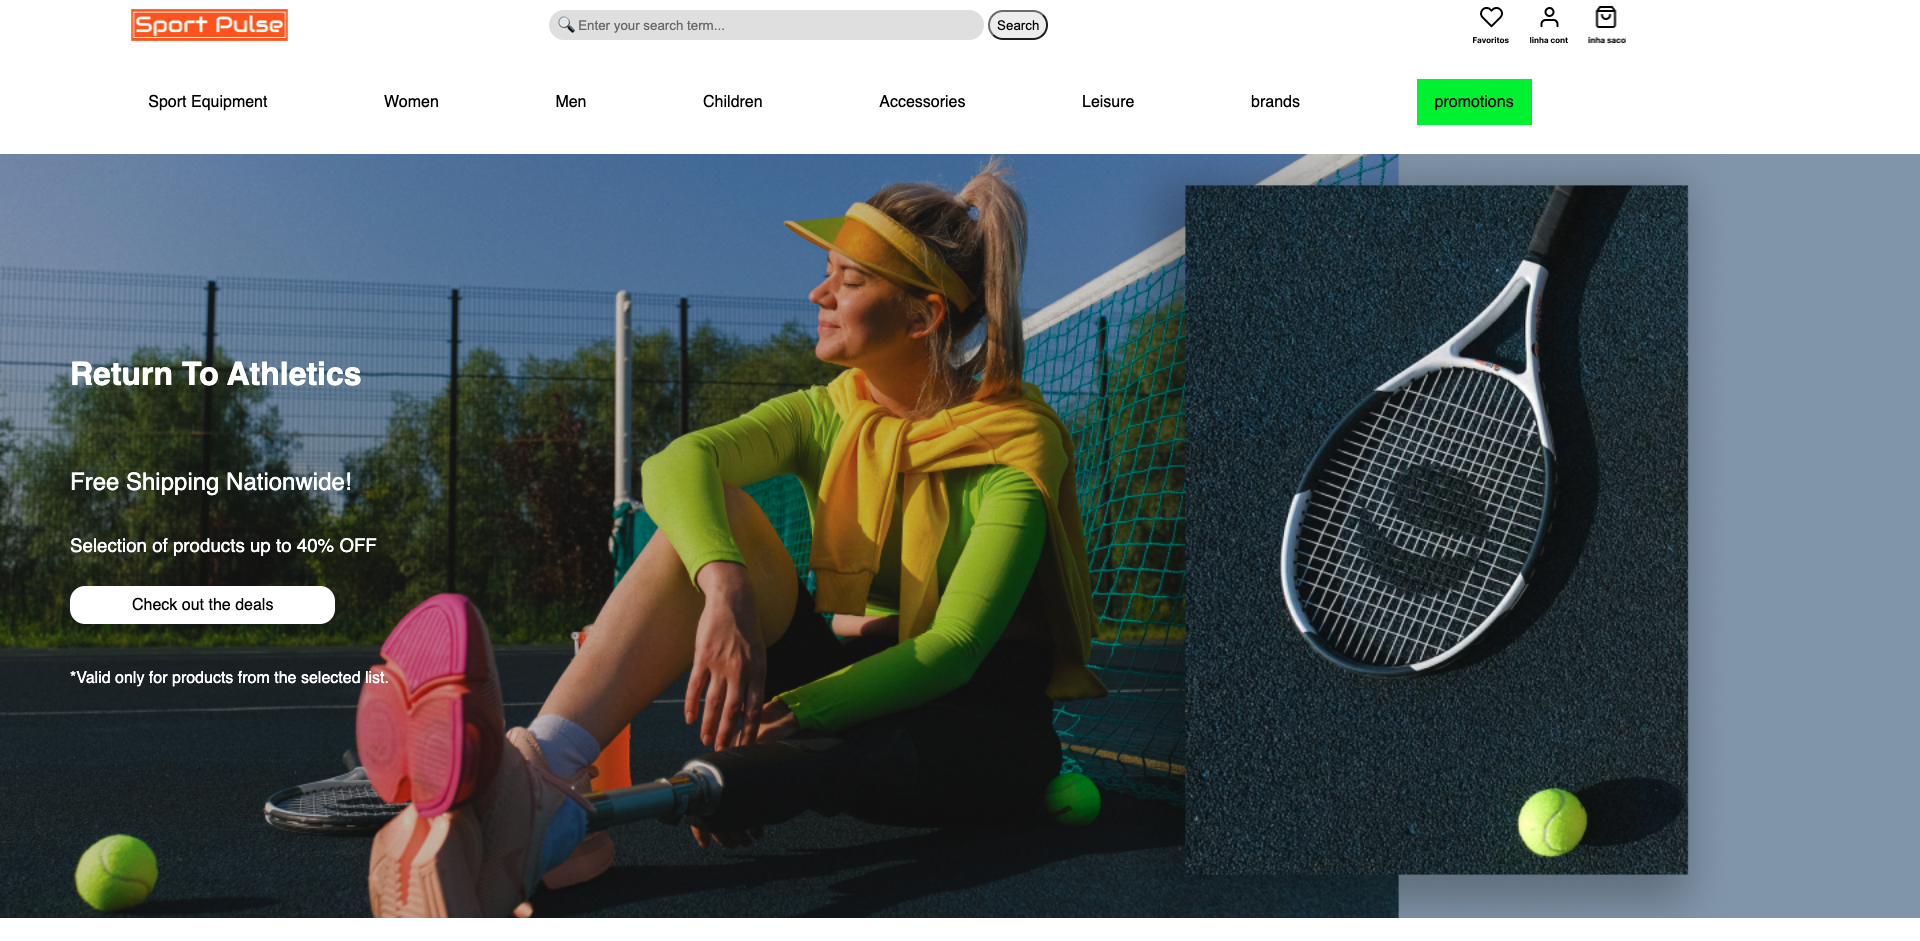 Sport Pulse
Enter your search term...
Search
Favoritos
linha cont
inha saco
Sport Equipment
Women
Men
Children
Accessories
Leisure
brands
promotions
Return To Athletics
Free Shipping Nationwide!
Selection of products up to 40% OFF
Check out the deals
*Valid only for products from the selected list.